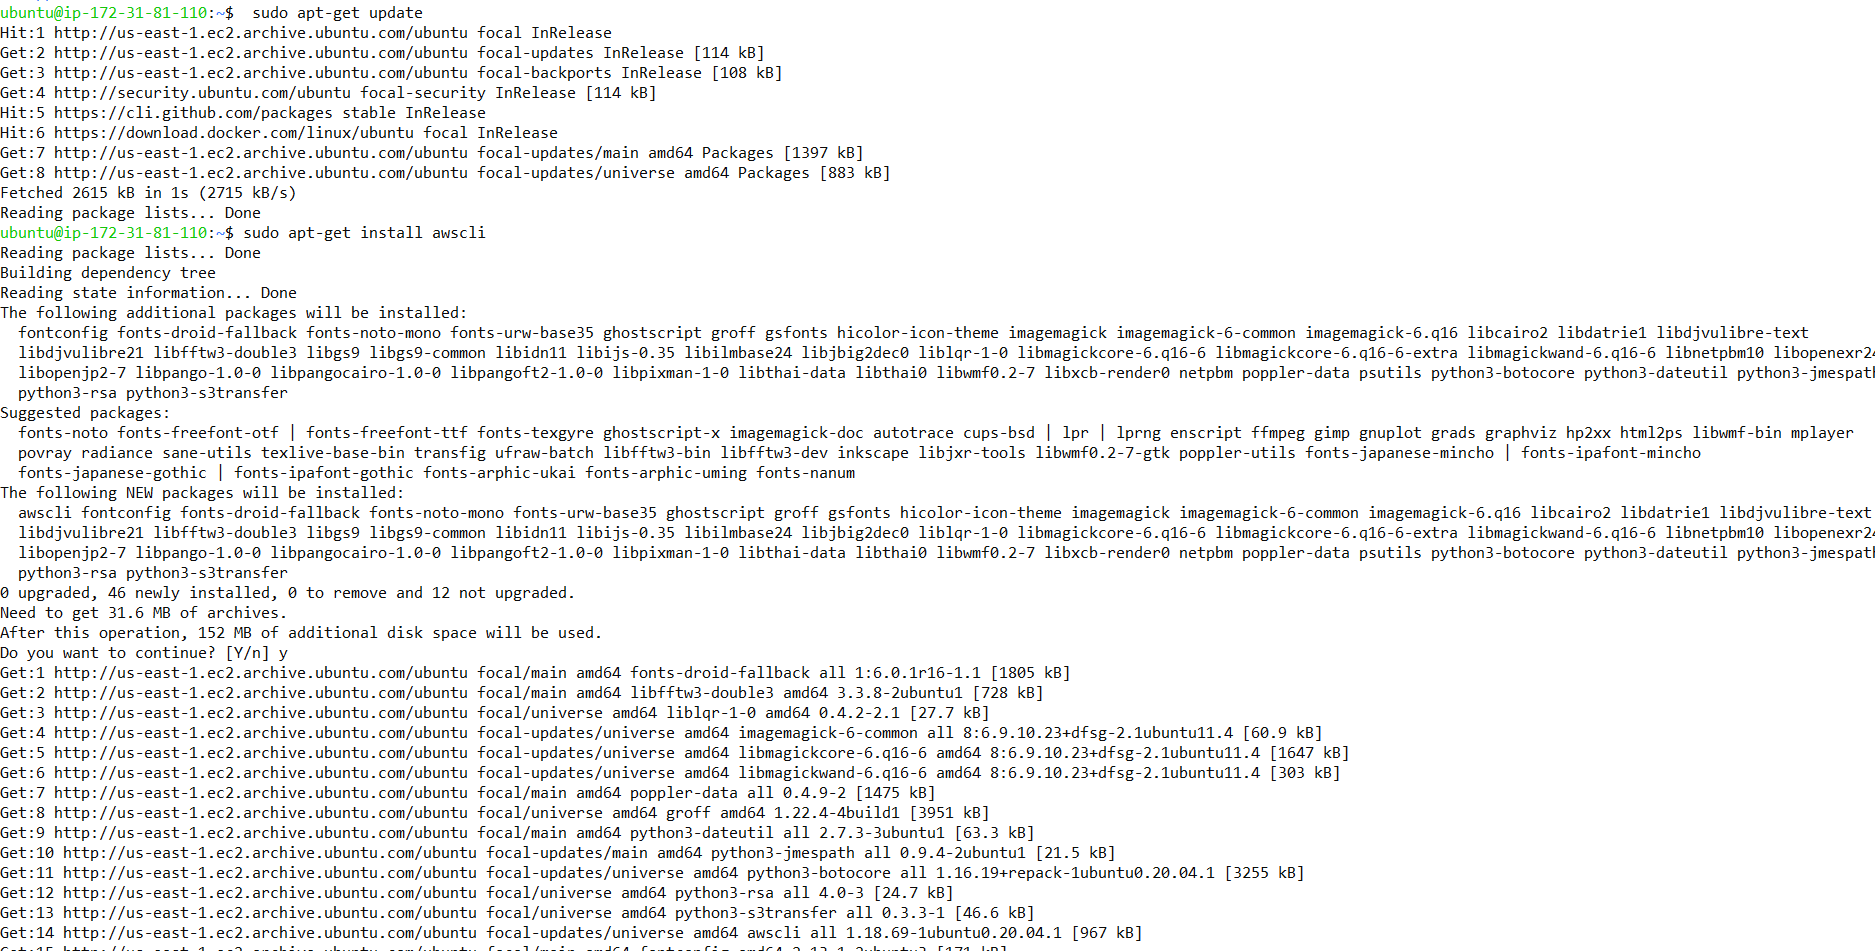 ubuntu@ip-172-31-81-110:~$  sudo apt-get update
Hit:1 http://us-east-1.ec2.archive.ubuntu.com/ubuntu focal InRelease
Get:2 http://us-east-1.ec2.archive.ubuntu.com/ubuntu focal-updates InRelease [114 kB]
Get:3 http://us-east-1.ec2.archive.ubuntu.com/ubuntu focal-backports InRelease [108 kB]
Get:4 http://security.ubuntu.com/ubuntu focal-security InRelease [114 kB]
Hit:5 https://cli.github.com/packages stable InRelease
Hit:6 https://download.docker.com/linux/ubuntu focal InRelease
Get:7 http://us-east-1.ec2.archive.ubuntu.com/ubuntu focal-updates/main amd64 Packages [1397 kB]
Get:8 http://us-east-1.ec2.archive.ubuntu.com/ubuntu focal-updates/universe amd64 Packages [883 kB]
Fetched 2615 kB in 1s (2715 kB/s)
Reading package lists... Done
ubuntu@ip-172-31-81-110:~$ sudo apt-get install awscli
Reading package lists... Done
Building dependency tree
Reading state information... Done
The following additional packages will be installed:
  fontconfig fonts-droid-fallback fonts-noto-mono fonts-urw-base35 ghostscript groff gsfonts hicolor-icon-theme imagemagick imagemagick-6-common imagemagick-6.q16 libcairo2 libdatrie1 libdjvulibre-text
  libdjvulibre21 libfftw3-double3 libgs9 libgs9-common libidn11 libijs-0.35 libilmbase24 libjbig2dec0 liblqr-1-0 libmagickcore-6.q16-6 libmagickcore-6.q16-6-extra libmagickwand-6.q16-6 libnetpbm10 libopenexr24
  libopenjp2-7 libpango-1.0-0 libpangocairo-1.0-0 libpangoft2-1.0-0 libpixman-1-0 libthai-data libthai0 libwmf0.2-7 libxcb-render0 netpbm poppler-data psutils python3-botocore python3-dateutil python3-jmespath
  python3-rsa python3-s3transfer
Suggested packages:
  fonts-noto fonts-freefont-otf | fonts-freefont-ttf fonts-texgyre ghostscript-x imagemagick-doc autotrace cups-bsd | lpr | lprng enscript ffmpeg gimp gnuplot grads graphviz hp2xx html2ps libwmf-bin mplayer
  povray radiance sane-utils texlive-base-bin transfig ufraw-batch libfftw3-bin libfftw3-dev inkscape libjxr-tools libwmf0.2-7-gtk poppler-utils fonts-japanese-mincho | fonts-ipafont-mincho
  fonts-japanese-gothic | fonts-ipafont-gothic fonts-arphic-ukai fonts-arphic-uming fonts-nanum
The following NEW packages will be installed:
  awscli fontconfig fonts-droid-fallback fonts-noto-mono fonts-urw-base35 ghostscript groff gsfonts hicolor-icon-theme imagemagick imagemagick-6-common imagemagick-6.q16 libcairo2 libdatrie1 libdjvulibre-text
  libdjvulibre21 libfftw3-double3 libgs9 libgs9-common libidn11 libijs-0.35 libilmbase24 libjbig2dec0 liblqr-1-0 libmagickcore-6.q16-6 libmagickcore-6.q16-6-extra libmagickwand-6.q16-6 libnetpbm10 libopenexr24
  libopenjp2-7 libpango-1.0-0 libpangocairo-1.0-0 libpangoft2-1.0-0 libpixman-1-0 libthai-data libthai0 libwmf0.2-7 libxcb-render0 netpbm poppler-data psutils python3-botocore python3-dateutil python3-jmespath
  python3-rsa python3-s3transfer
0 upgraded, 46 newly installed, 0 to remove and 12 not upgraded.
Need to get 31.6 MB of archives.
After this operation, 152 MB of additional disk space will be used.
Do you want to continue? [Y/n] y
Get:1 http://us-east-1.ec2.archive.ubuntu.com/ubuntu focal/main amd64 fonts-droid-fallback all 1:6.0.1r16-1.1 [1805 kB]
Get:2 http://us-east-1.ec2.archive.ubuntu.com/ubuntu focal/main amd64 libfftw3-double3 amd64 3.3.8-2ubuntu1 [728 kB]
Get:3 http://us-east-1.ec2.archive.ubuntu.com/ubuntu focal/universe amd64 liblqr-1-0 amd64 0.4.2-2.1 [27.7 kB]
Get:4 http://us-east-1.ec2.archive.ubuntu.com/ubuntu focal-updates/universe amd64 imagemagick-6-common all 8:6.9.10.23+dfsg-2.1ubuntu11.4 [60.9 kB]
Get:5 http://us-east-1.ec2.archive.ubuntu.com/ubuntu focal-updates/universe amd64 libmagickcore-6.q16-6 amd64 8:6.9.10.23+dfsg-2.1ubuntu11.4 [1647 kB]
Get:6 http://us-east-1.ec2.archive.ubuntu.com/ubuntu focal-updates/universe amd64 libmagickwand-6.q16-6 amd64 8:6.9.10.23+dfsg-2.1ubuntu11.4 [303 kB]
Get:7 http://us-east-1.ec2.archive.ubuntu.com/ubuntu focal/main amd64 poppler-data all 0.4.9-2 [1475 kB]
Get:8 http://us-east-1.ec2.archive.ubuntu.com/ubuntu focal/universe amd64 groff amd64 1.22.4-4build1 [3951 kB]
Get:9 http://us-east-1.ec2.archive.ubuntu.com/ubuntu focal/main amd64 python3-dateutil all 2.7.3-3ubuntu1 [63.3 kB]
Get:10 http://us-east-1.ec2.archive.ubuntu.com/ubuntu focal-updates/main amd64 python3-jmespath all 0.9.4-2ubuntu1 [21.5 kB]
Get:11 http://us-east-1.ec2.archive.ubuntu.com/ubuntu focal-updates/universe amd64 python3-botocore all 1.16.19+repack-1ubuntu0.20.04.1 [3255 kB]
Get:12 http://us-east-1.ec2.archive.ubuntu.com/ubuntu focal/universe amd64 python3-rsa all 4.0-3 [24.7 kB]
Get:13 http://us-east-1.ec2.archive.ubuntu.com/ubuntu focal/universe amd64 python3-s3transfer all 0.3.3-1 [46.6 kB]
Get:14 http://us-east-1.ec2.archive.ubuntu.com/ubuntu focal-updates/universe amd64 awscli all 1.18.69-1ubuntu0.20.04.1 [967 kB]